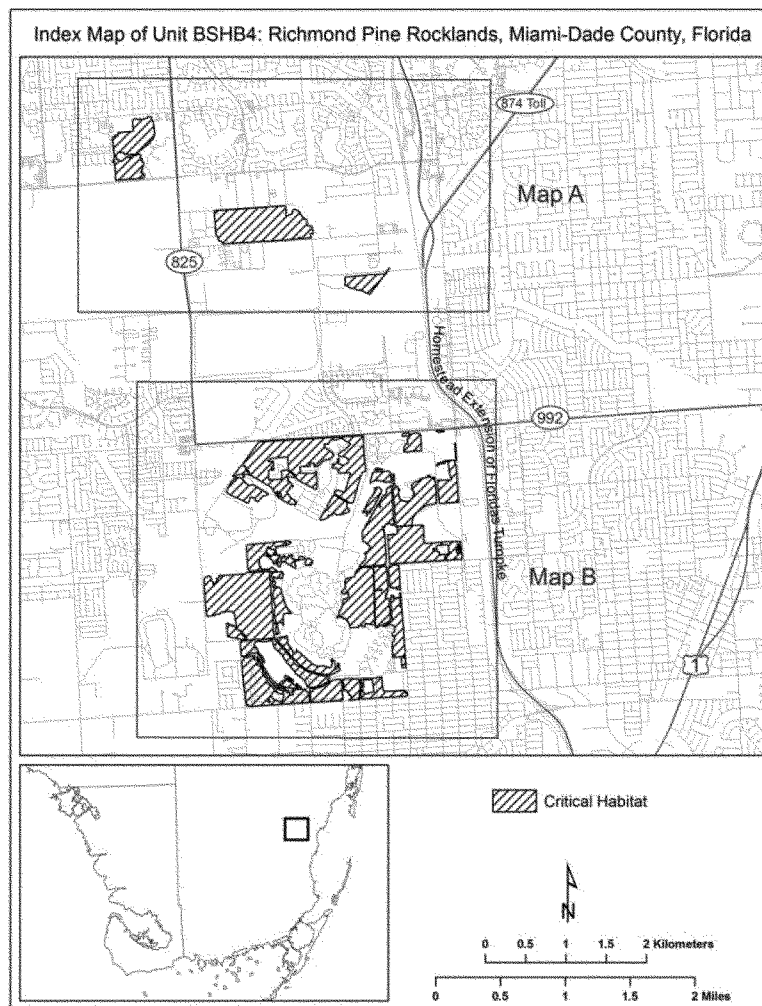 Index Map of Unit BSHB4: Richmond Pine Rocklands, Miami-Dade County, Florida
874 Toll
Map A
825
Homestead Extension of Floridas Turnpike
992
Map B
1
Critical Habitat
N
0 0.5 1 1.5 2 Kilometers
0 0.5 1 1.5 2 Miles